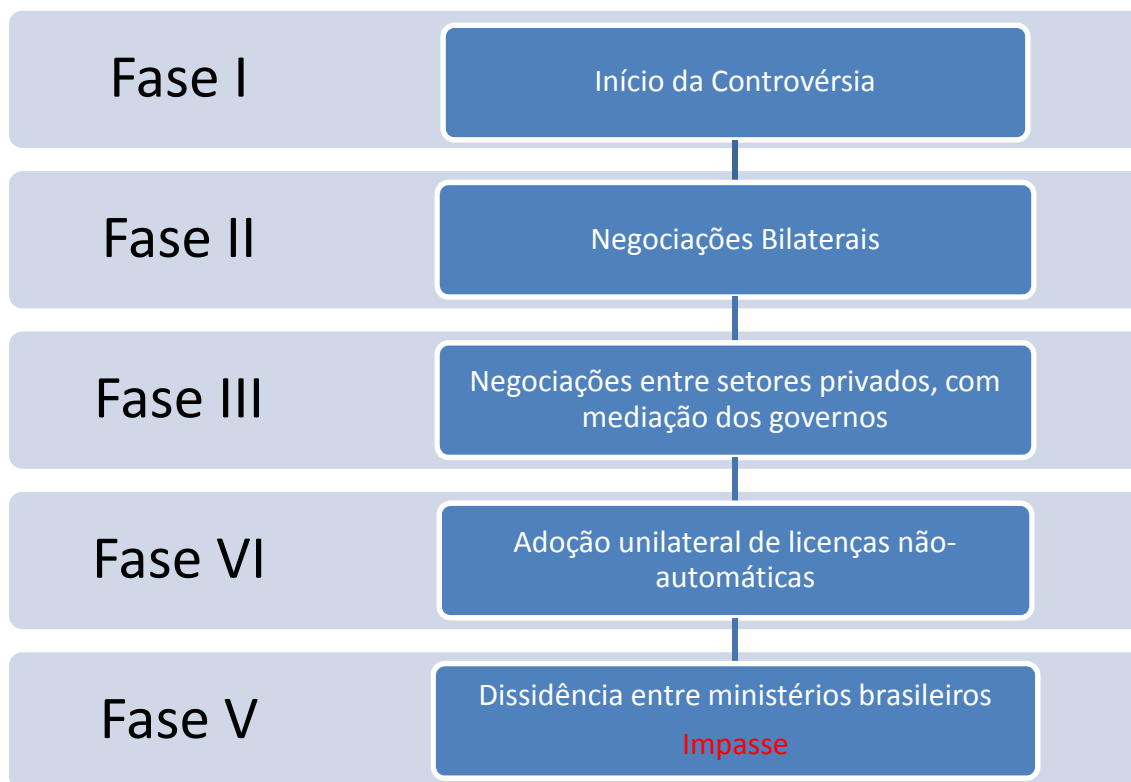 Fase I
Início da Controvérsia
Fase II
Negociações Bilaterais
Fase III
Negociações entre setores privados, com
mediação dos governos
Fase VI
Adoção unilateral de licenças não-
automáticas
Fase V
Dissidência entre ministérios brasileiros
Impasse